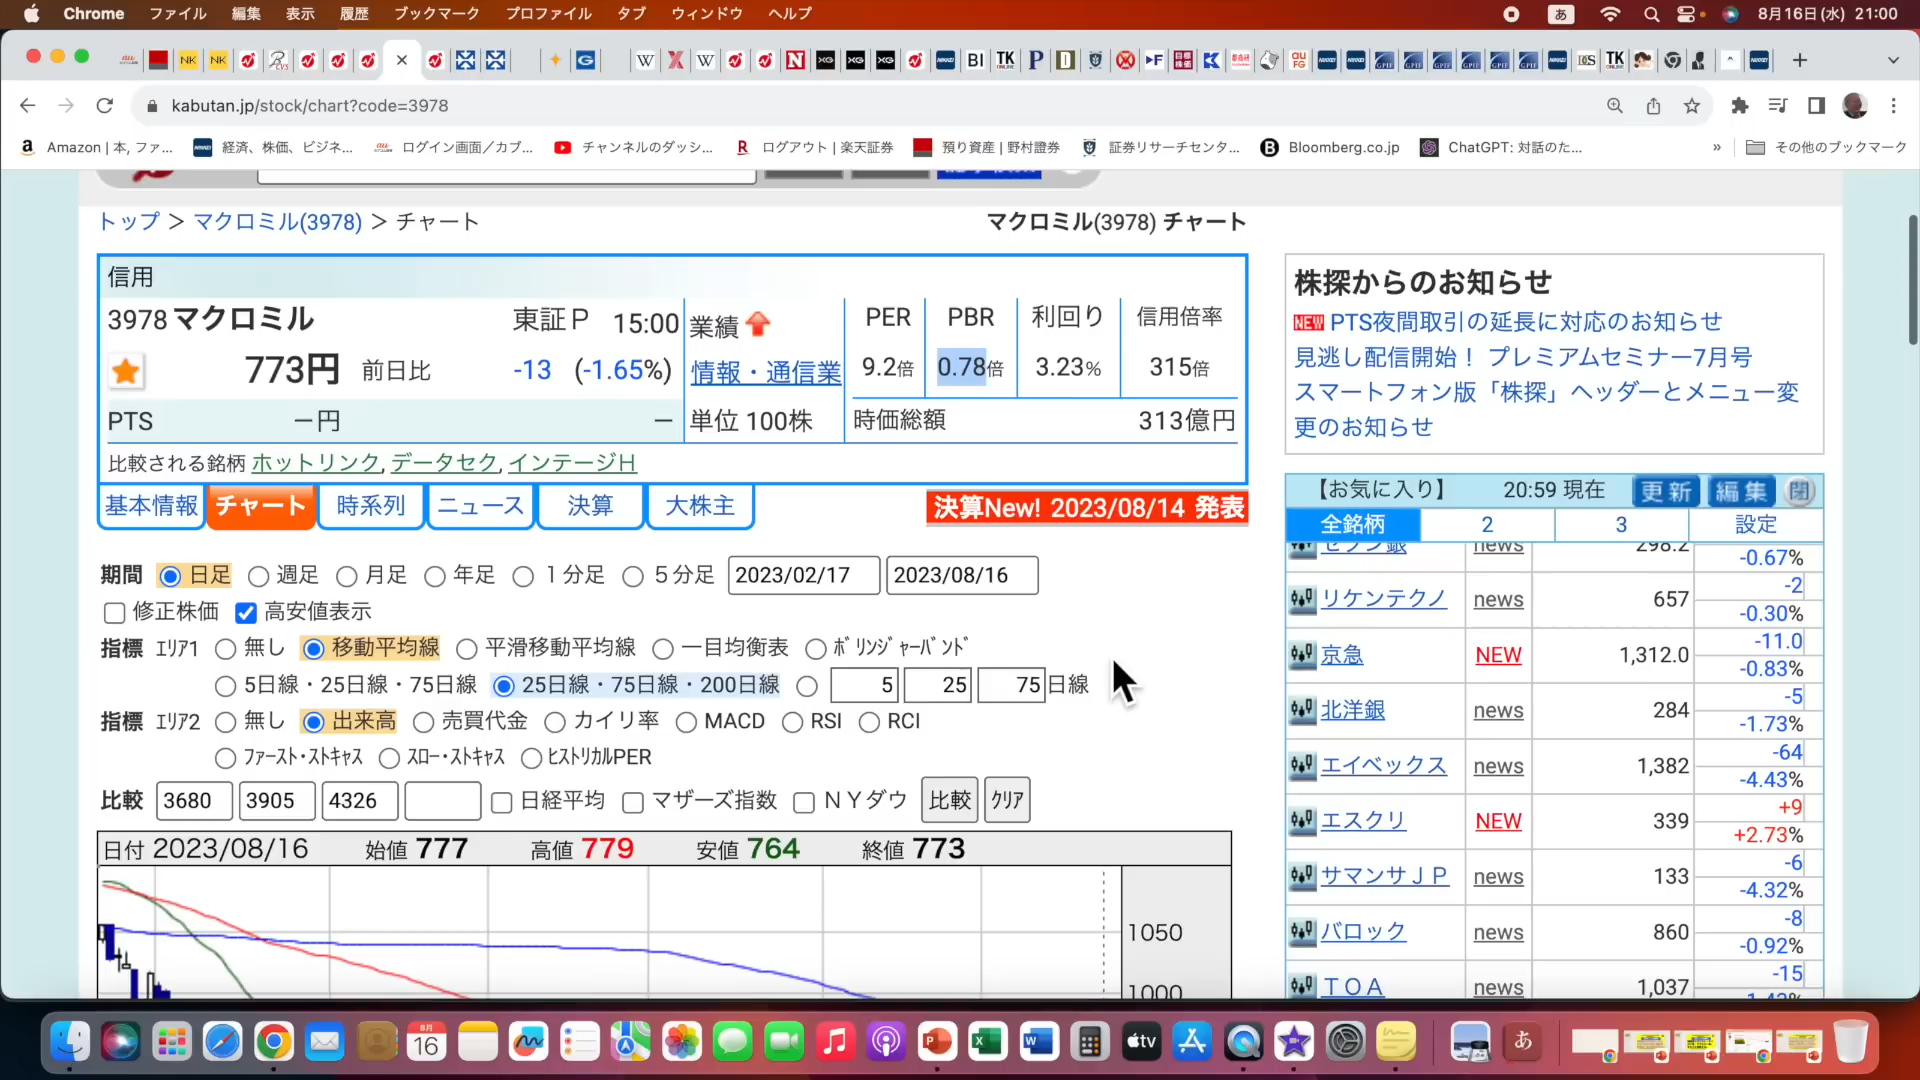 Chrome ファイル 編集 表示 履歴 ブックマーク プロファイル タブ ウィンドウ ヘルプ あ 8月16日(水) 21:00
kabutan.jp/stock/chart?code=3978
Amazon | 本, ファ... 経済、株価、ビジネ... ログイン画面／カブ... チャンネルのダッシ... ログアウト | 楽天証券 預り資産 | 野村證券 証券リサーチセンタ... Bloomberg.co.jp ChatGPT: 対話のた... » その他のブックマーク
トップ > マクロミル(3978) > チャート
マクロミル(3978) チャート
信用
3978 マクロミル 東証Ｐ 15:00
773円 前日比 -13 (-1.65%)
PTS －円 －
業績
情報・通信業
単位 100株
PER PBR 利回り 信用倍率
9.2倍 0.78倍 3.23% 315倍
時価総額 313億円
比較される銘柄 ホットリンク, データセク, インテージＨ
基本情報 チャート 時系列 ニュース 決算 大株主
決算New! 2023/08/14 発表
期間 日足 週足 月足 年足 １分足 ５分足 2023/02/17 2023/08/16
修正株価 高安値表示
指標 ｴﾘｱ1 無し 移動平均線 平滑移動平均線 一目均衡表 ﾎﾞﾘﾝｼﾞｬｰﾊﾞﾝﾄﾞ
5日線・25日線・75日線 25日線・75日線・200日線 5 25 75 日線
指標 ｴﾘｱ2 無し 出来高 売買代金 カイリ率 MACD RSI RCI
ﾌｧｰｽﾄ･ｽﾄｷｬｽ ｽﾛｰ･ｽﾄｷｬｽ ﾋｽﾄﾘｶﾙPER
比較 3680 3905 4326 日経平均 マザーズ指数 ＮＹダウ 比較 ｸﾘｱ
日付 2023/08/16 始値 777 高値 779 安値 764 終値 773
1050
1000
株探からのお知らせ
NEW PTS夜間取引の延長に対応のお知らせ
見逃し配信開始！ プレミアムセミナー7月号
スマートフォン版「株探」ヘッダーとメニュー変
更のお知らせ
【お気に入り】 20:59 現在 更新 編集 閉
全銘柄 2 3 設定
セブン銀 news 298.2 -0.67%
リケンテクノ news 657 -2 -0.30%
京急 NEW 1,312.0 -11.0 -0.83%
北洋銀 news 284 -5 -1.73%
エイベックス news 1,382 -64 -4.43%
エスクリ NEW 339 +9 +2.73%
サマンサＪＰ news 133 -6 -4.32%
バロック news 860 -8 -0.92%
ＴＯＡ news 1,037 -15